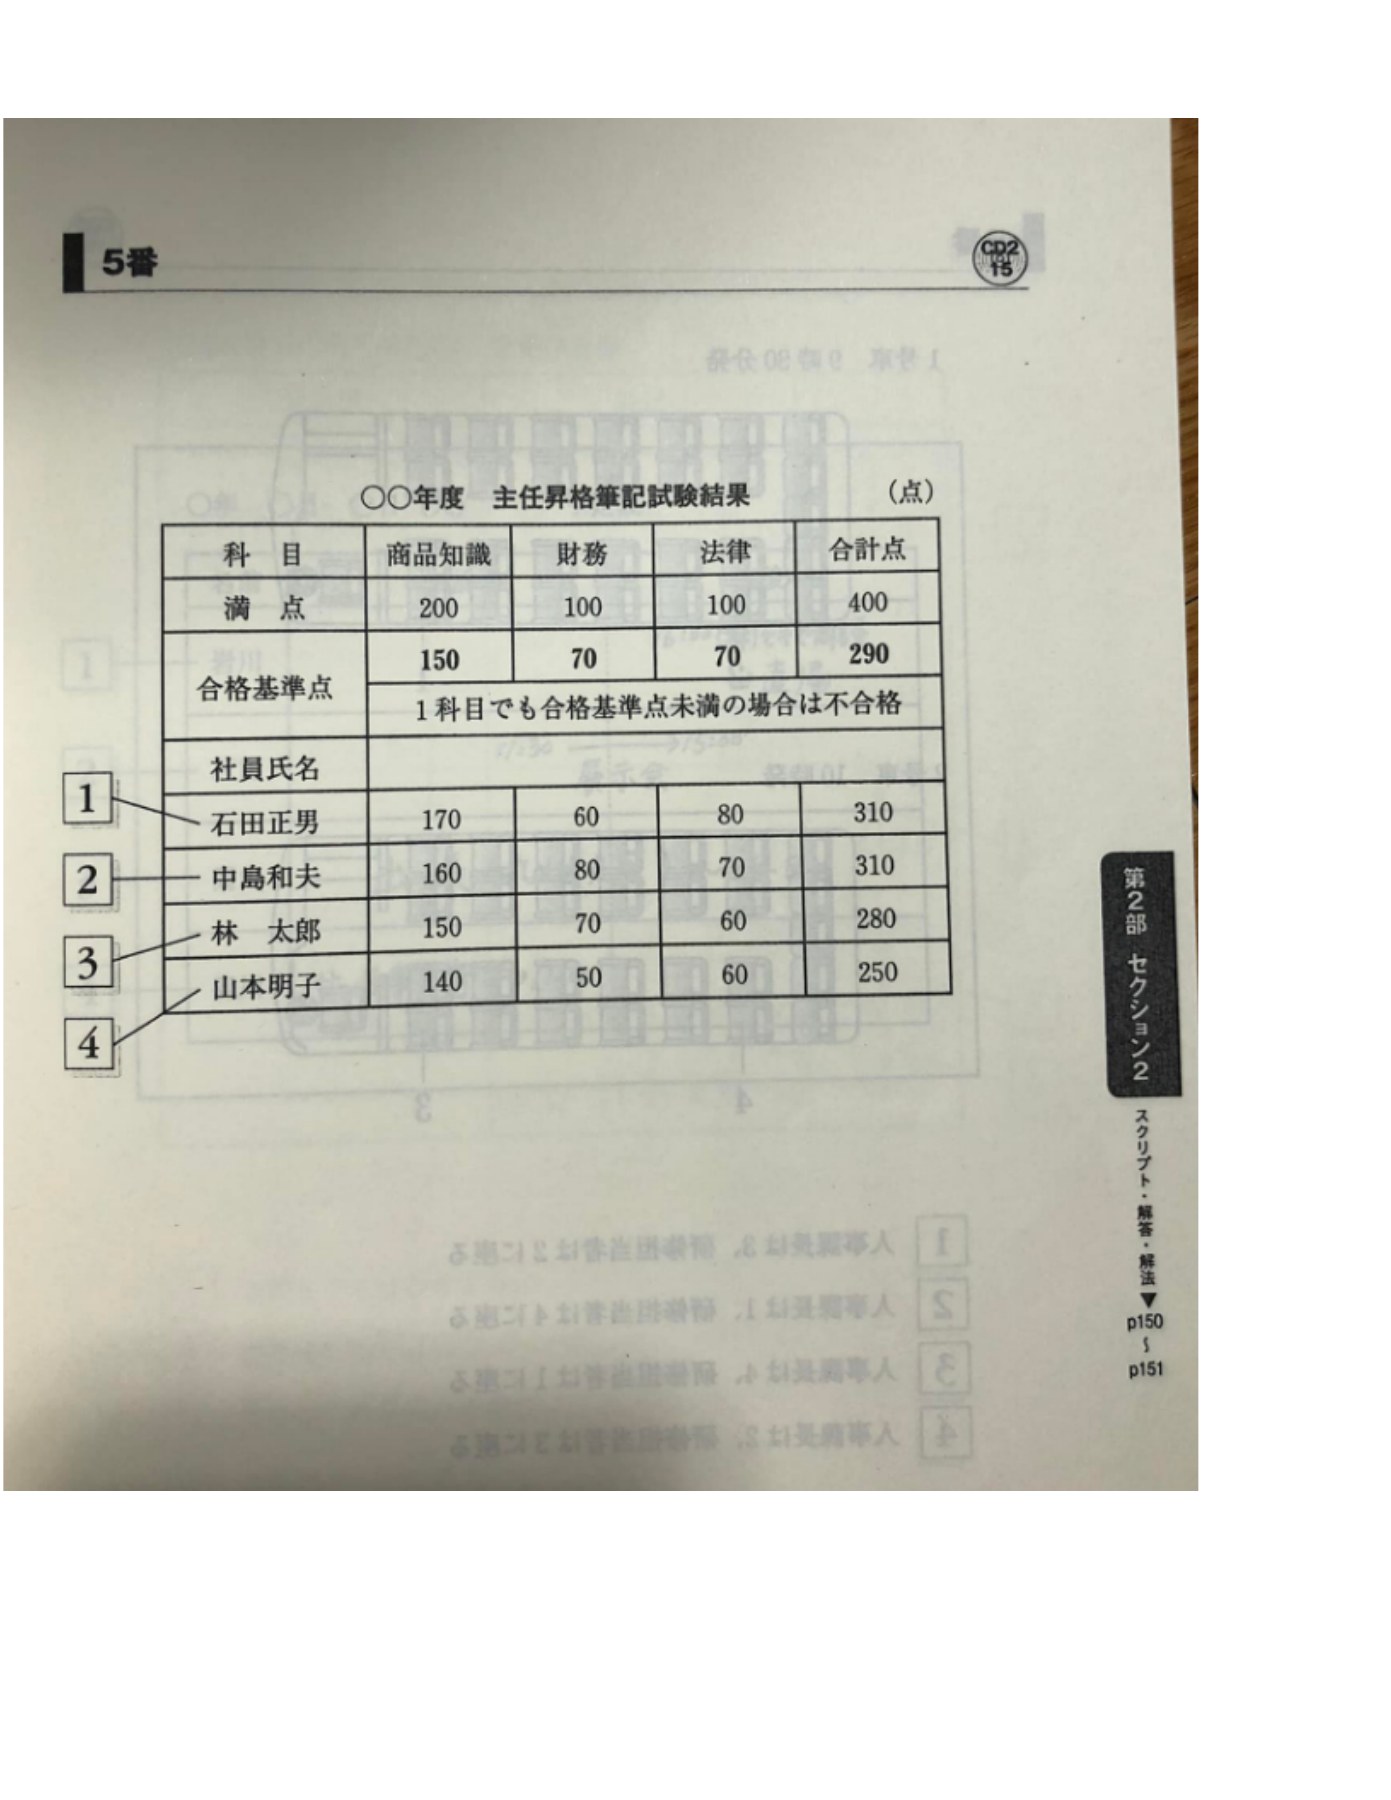 5番
CD2
15
〇〇年度　主任昇格筆記試験結果　（点）
科　目　商品知識　財務　法律　合計点
満　点　200　100　100　400
合格基準点　150　70　70　290
1科目でも合格基準点未満の場合は不合格
社員氏名
1　石田正男　170　60　80　310
2　中島和夫　160　80　70　310
3　林　太郎　150　70　60　280
4　山本明子　140　50　60　250
第2部　セクション2
スクリプト・解答・解法▼
p150
〜
p151